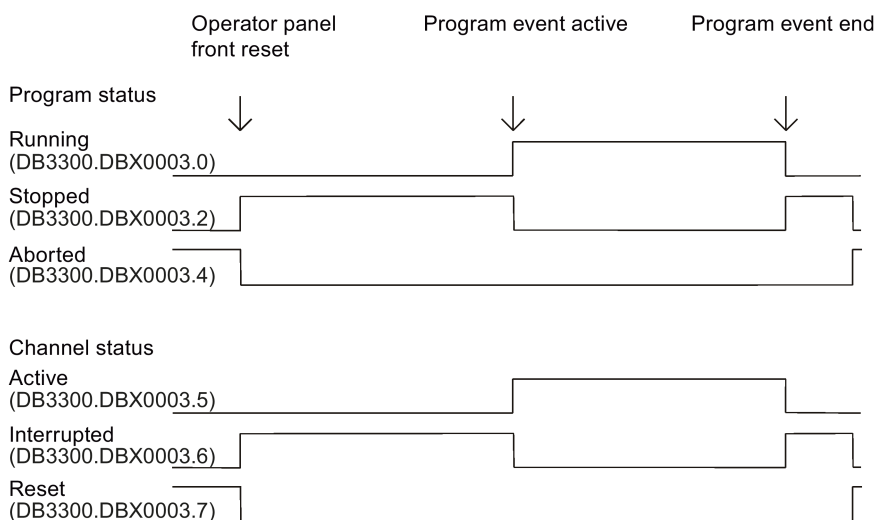 Operator panel
front reset
Program event active
Program event end
Program status
Running
(DB3300.DBX0003.0)
Stopped
(DB3300.DBX0003.2)
Aborted
(DB3300.DBX0003.4)
Channel status
Active
(DB3300.DBX0003.5)
Interrupted
(DB3300.DBX0003.6)
Reset
(DB3300.DBX0003.7)